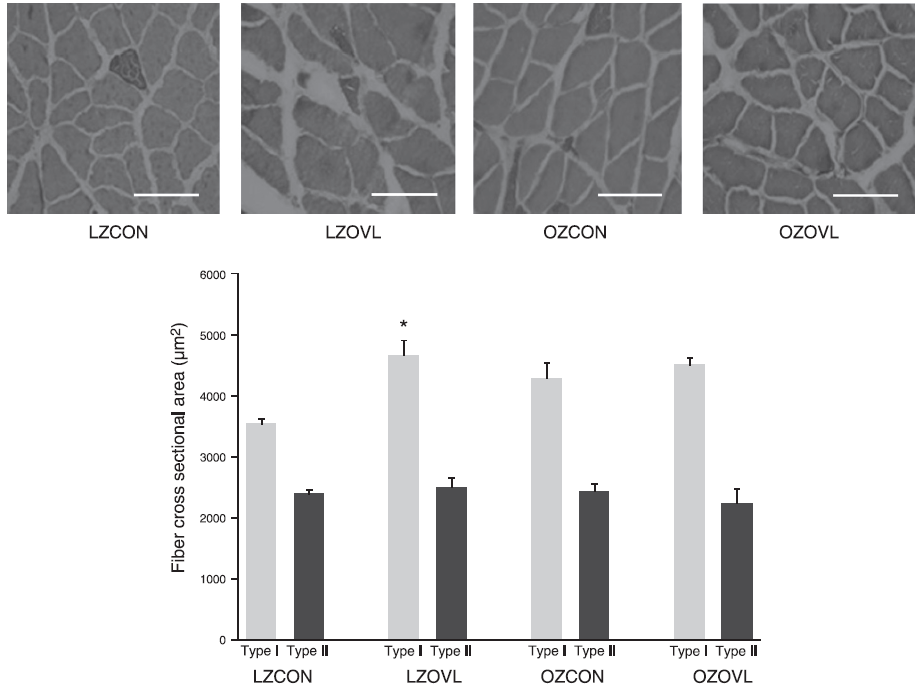 LZCON LZOVL OZCON OZOVL
6000
5000
4000
3000
2000
1000
0
Fiber cross sectional area (µm²)
*
Type I Type II Type I Type II Type I Type II Type I Type II
LZCON LZOVL OZCON OZOVL